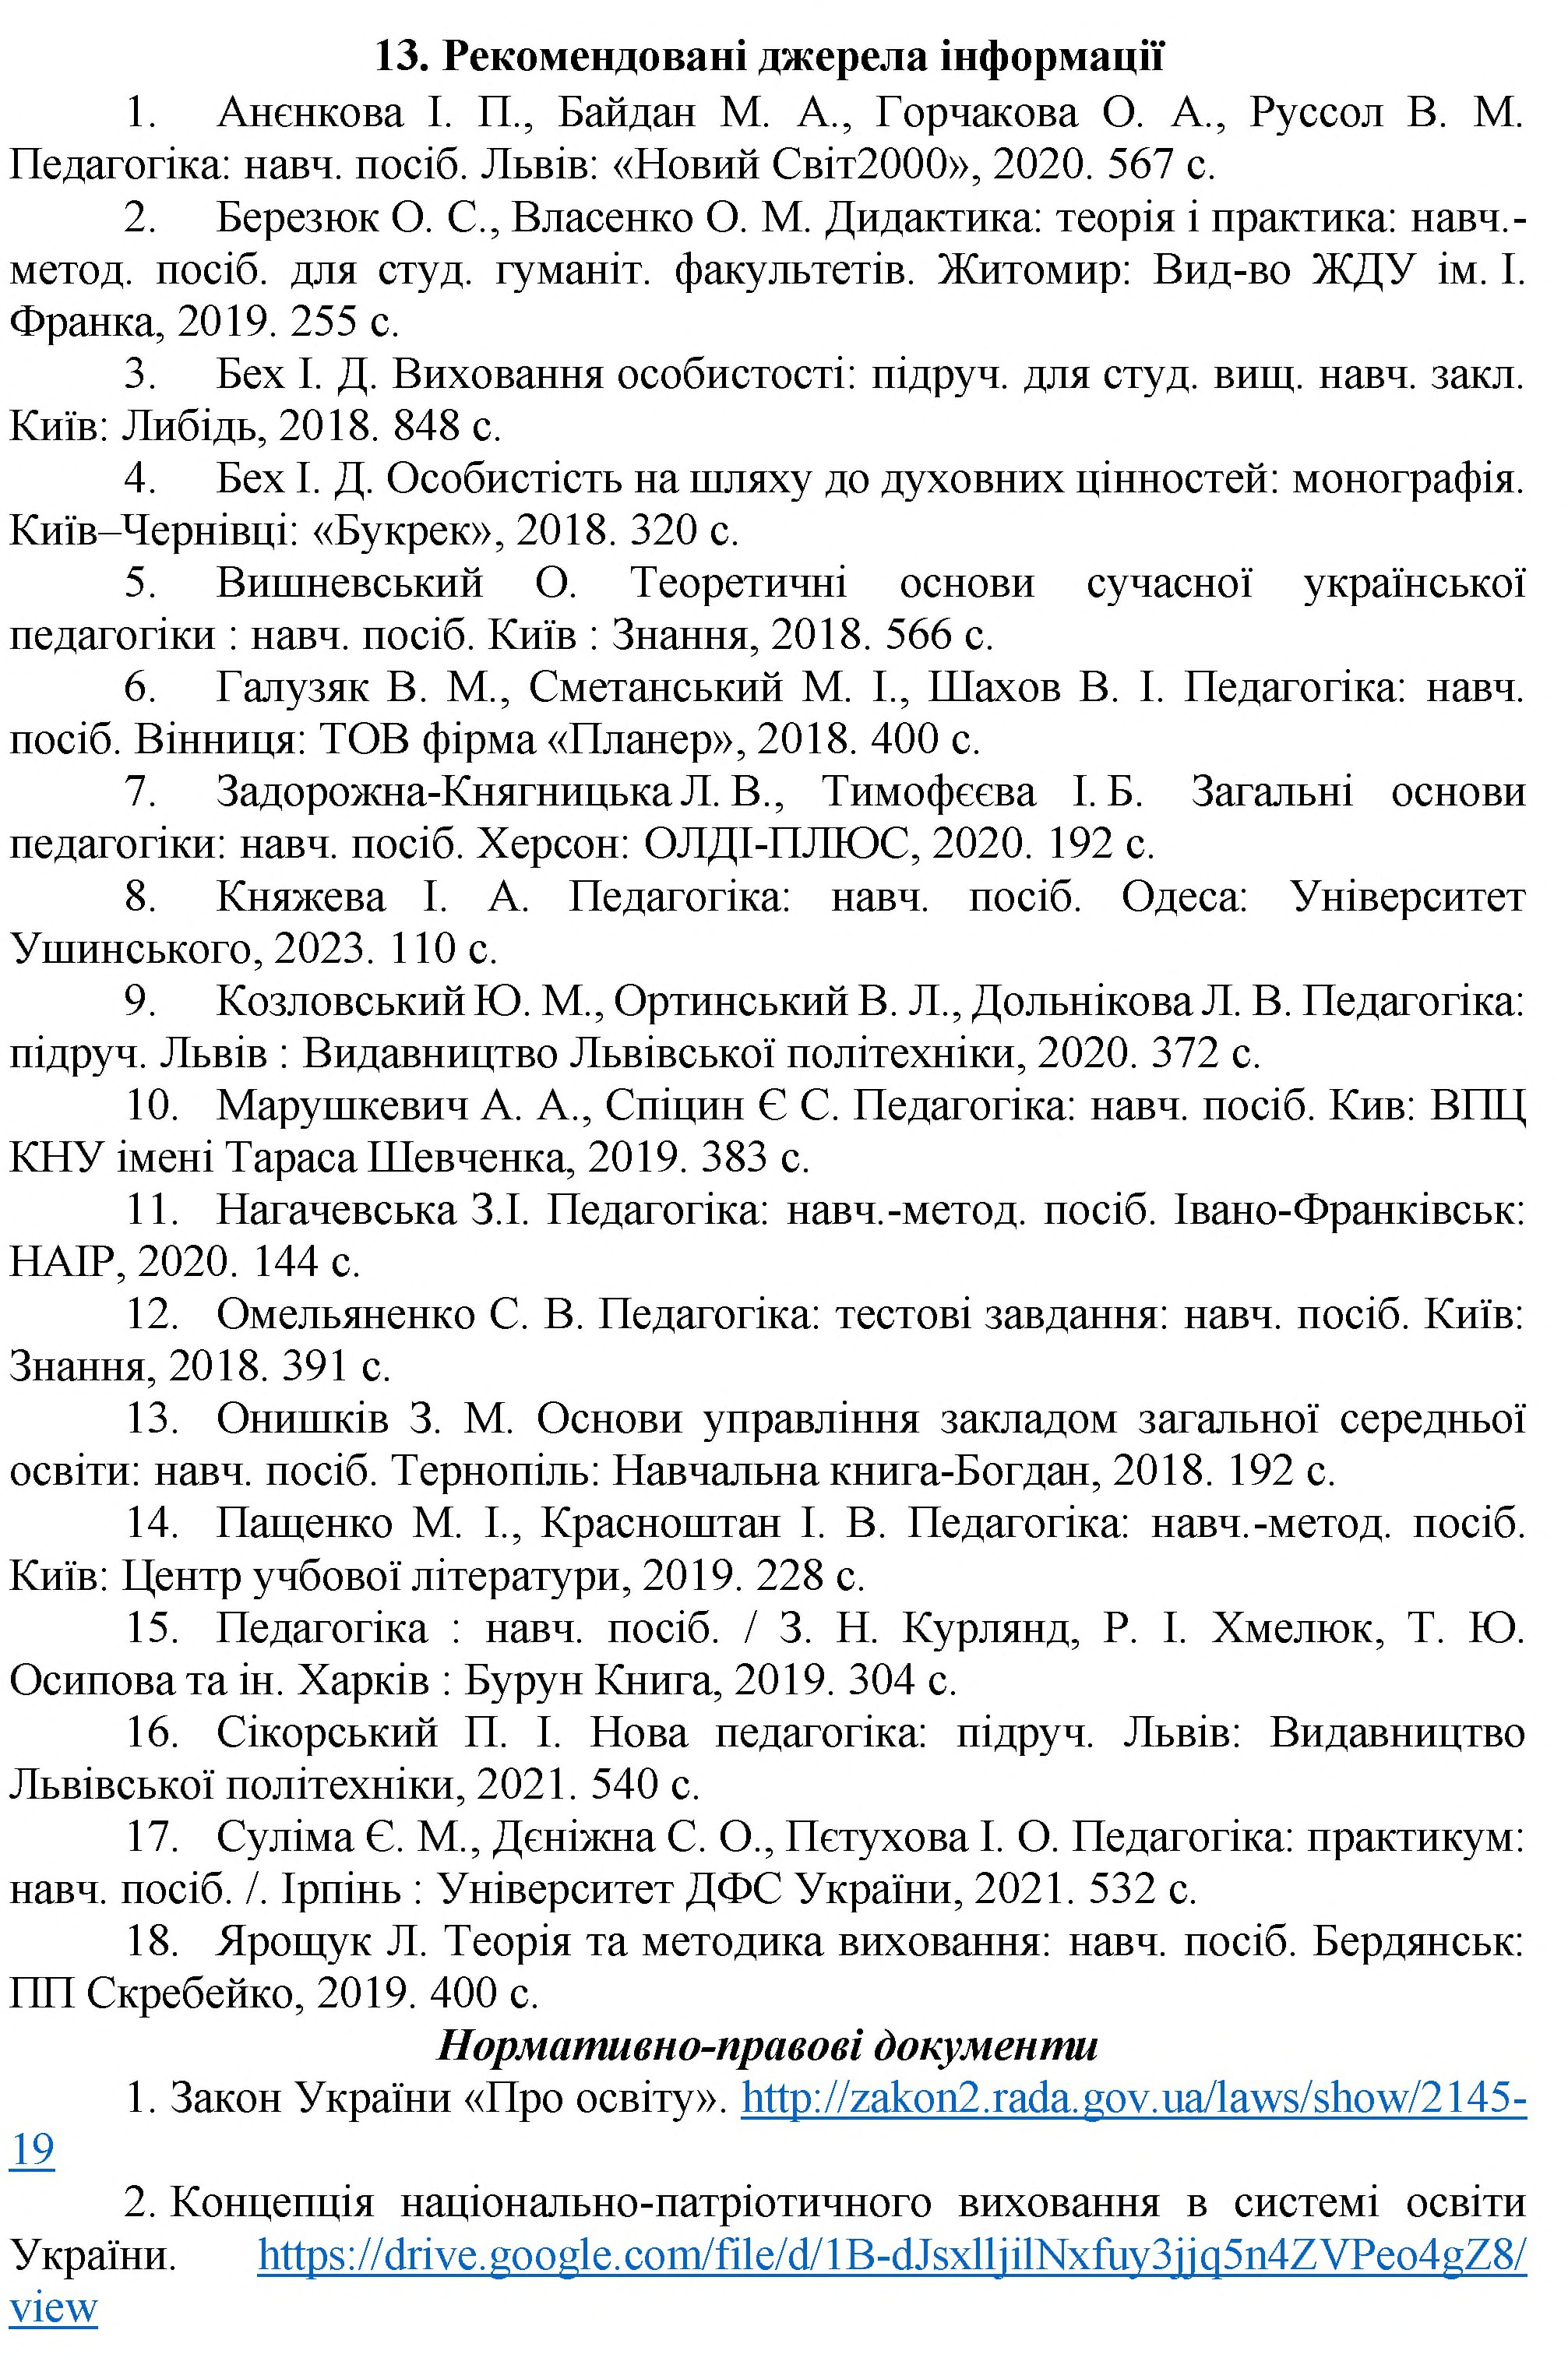 13. Рекомендовані джерела інформації
1. Анєнкова І. П., Байдан М. А., Горчакова О. А., Руссол В. М.
Педагогіка: навч. посіб. Львів: «Новий Світ2000», 2020. 567 с.
2. Березюк О. С., Власенко О. М. Дидактика: теорія і практика: навч.-
метод. посіб. для студ. гуманіт. факультетів. Житомир: Вид-во ЖДУ ім. І.
Франка, 2019. 255 с.
3. Бех І. Д. Виховання особистості: підруч. для студ. вищ. навч. закл.
Київ: Либідь, 2018. 848 с.
4. Бех І. Д. Особистість на шляху до духовних цінностей: монографія.
Київ–Чернівці: «Букрек», 2018. 320 с.
5. Вишневський О. Теоретичні основи сучасної української
педагогіки : навч. посіб. Київ : Знання, 2018. 566 с.
6. Галузяк В. М., Сметанський М. І., Шахов В. І. Педагогіка: навч.
посіб. Вінниця: ТОВ фірма «Планер», 2018. 400 с.
7. Задорожна-Княгницька Л. В., Тимофєєва І. Б. Загальні основи
педагогіки: навч. посіб. Херсон: ОЛДІ-ПЛЮС, 2020. 192 с.
8. Княжева І. А. Педагогіка: навч. посіб. Одеса: Університет
Ушинського, 2023. 110 с.
9. Козловський Ю. М., Ортинський В. Л., Дольнікова Л. В. Педагогіка:
підруч. Львів : Видавництво Львівської політехніки, 2020. 372 с.
10. Марушкевич А. А., Спіцин Є С. Педагогіка: навч. посіб. Кив: ВПЦ
КНУ імені Тараса Шевченка, 2019. 383 с.
11. Нагачевська З.І. Педагогіка: навч.-метод. посіб. Івано-Франківськ:
НАІР, 2020. 144 с.
12. Омельяненко С. В. Педагогіка: тестові завдання: навч. посіб. Київ:
Знання, 2018. 391 с.
13. Онишків З. М. Основи управління закладом загальної середньої
освіти: навч. посіб. Тернопіль: Навчальна книга-Богдан, 2018. 192 с.
14. Пащенко М. І., Красноштан І. В. Педагогіка: навч.-метод. посіб.
Київ: Центр учбової літератури, 2019. 228 с.
15. Педагогіка : навч. посіб. / З. Н. Курлянд, Р. І. Хмелюк, Т. Ю.
Осипова та ін. Харків : Бурун Книга, 2019. 304 с.
16. Сікорський П. І. Нова педагогіка: підруч. Львів: Видавництво
Львівської політехніки, 2021. 540 с.
17. Суліма Є. М., Дєніжна С. О., Пєтухова І. О. Педагогіка: практикум:
навч. посіб. /. Ірпінь : Університет ДФС України, 2021. 532 с.
18. Ярощук Л. Теорія та методика виховання: навч. посіб. Бердянськ:
ПП Скребейко, 2019. 400 с.
Нормативно-правові документи
1. Закон України «Про освіту». http://zakon2.rada.gov.ua/laws/show/2145-
19
2. Концепція національно-патріотичного виховання в системі освіти
України. https://drive.google.com/file/d/1B-dJsxlljilNxfuy3jjq5n4ZVPeo4gZ8/
view